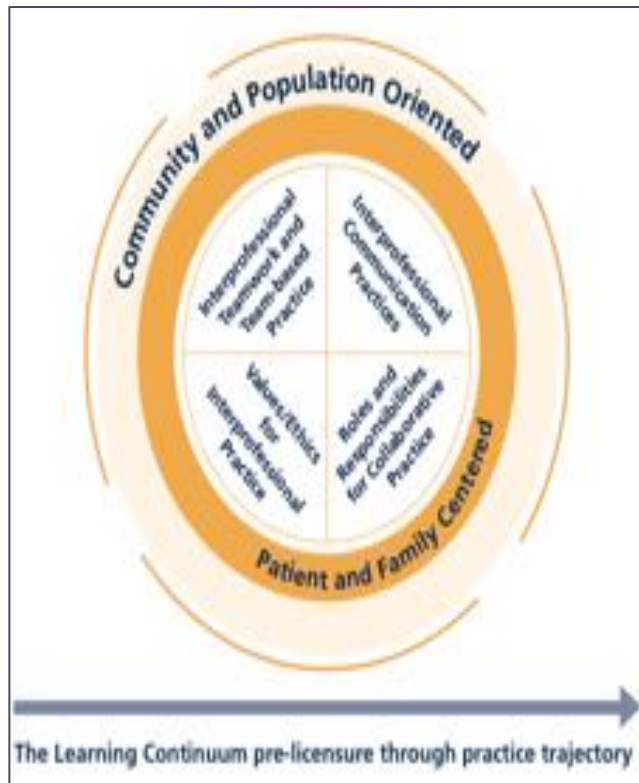 Community and Population Oriented
Interprofessional
Teamwork and
Team-based
Practice
Interprofessional
Communication
Practices
Values/Ethics
for
Interprofessional
Practice
Roles and
Responsibilities
for Collaborative
Practice
Patient and Family Centered
The Learning Continuum pre-licensure through practice trajectory